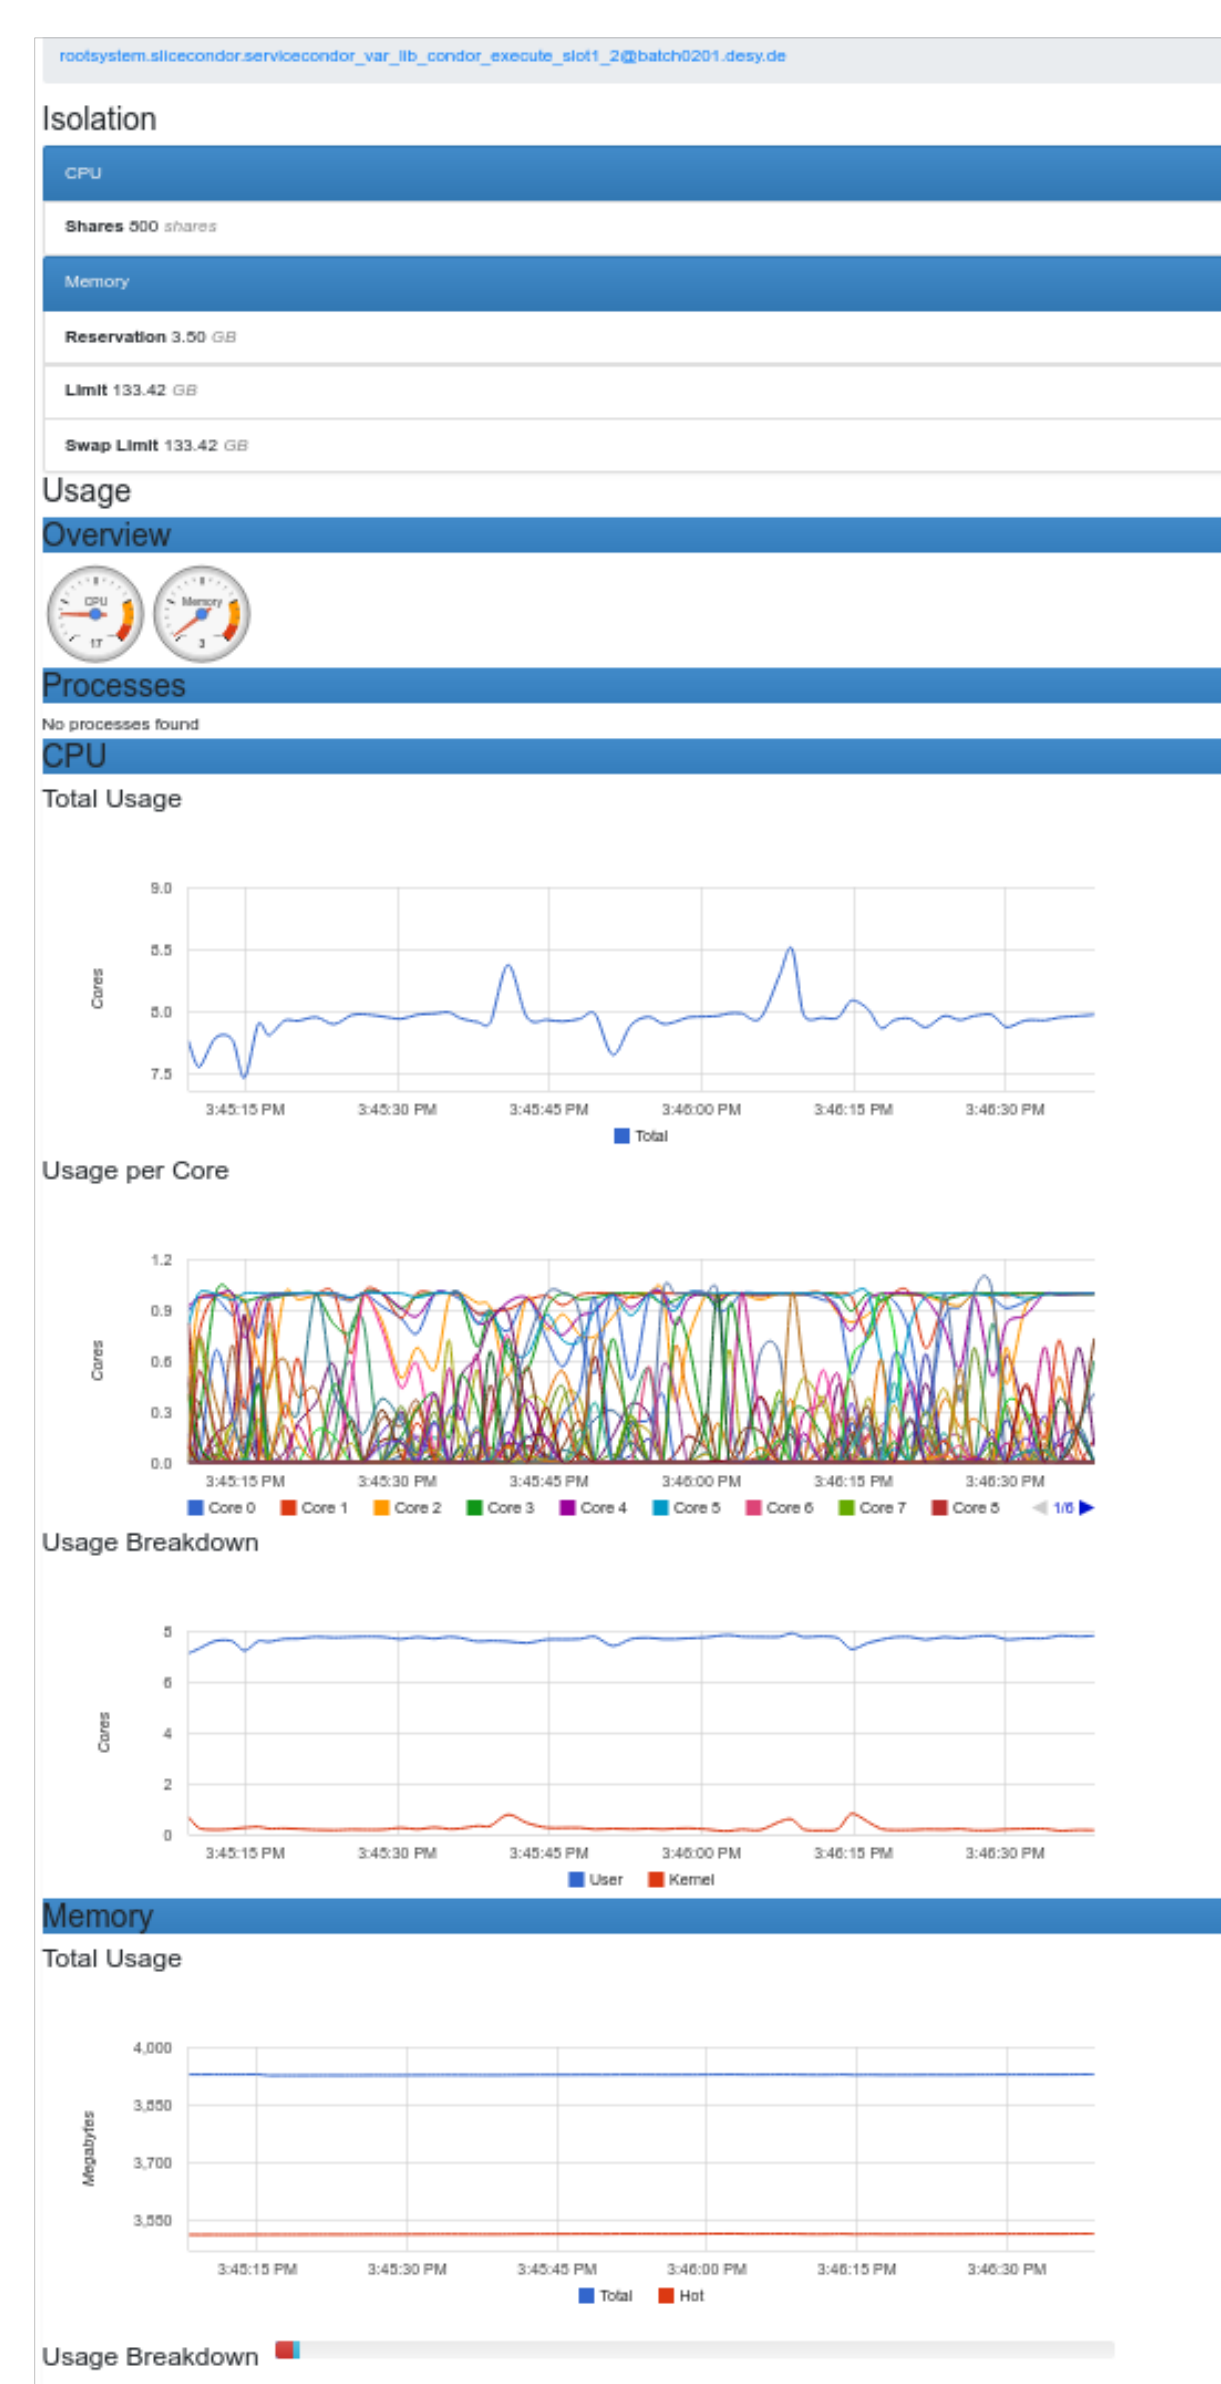 rootsystem.slicecondor.servicecondor_var_lib_condor_execute_slot1_2@batch0201.desy.de
Isolation
CPU
Shares 800 shares
Memory
Reservation 3.50 GB
Limit 133.42 GB
Swap Limit 133.42 GB
Usage
Overview
CPU
17
Memory
3
Processes
No processes found
CPU
Total Usage
9.0
8.5
8.0
7.5
Cores
3:45:15 PM 3:45:30 PM 3:45:45 PM 3:46:00 PM 3:46:15 PM 3:46:30 PM
Total
Usage per Core
1.2
0.9
0.6
0.3
0.0
Cores
3:45:15 PM 3:45:30 PM 3:45:45 PM 3:46:00 PM 3:46:15 PM 3:46:30 PM
Core 0 Core 1 Core 2 Core 3 Core 4 Core 5 Core 6 Core 7 Core 8 1/6
Usage Breakdown
8
6
4
2
0
Cores
3:45:15 PM 3:45:30 PM 3:45:45 PM 3:46:00 PM 3:46:15 PM 3:46:30 PM
User Kernel
Memory
Total Usage
4,000
3,850
3,700
3,550
Megabytes
3:45:15 PM 3:45:30 PM 3:45:45 PM 3:46:00 PM 3:46:15 PM 3:46:30 PM
Total Hot
Usage Breakdown